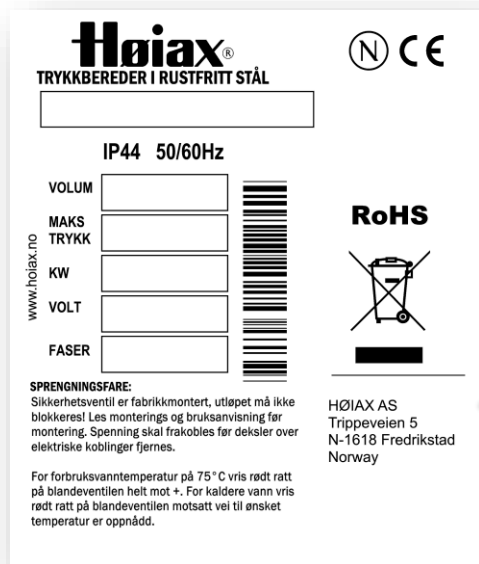 Høiax®
TRYKKBEREDER I RUSTFRITT STÅL
N CE
IP44 50/60Hz
VOLUM
MAKS
TRYKK
KW
VOLT
FASER
www.hoiax.no
RoHS
SPRENGNINGSFARE:
Sikkerhetsventil er fabrikkmontert, utløpet må ikke
blokkeres! Les monterings og bruksanvisning før
montering. Spenning skal frakobles før deksler over
elektriske koblinger fjernes.
For forbruksvanntemperatur på 75°C vris rødt ratt
på blandeventilen helt mot +. For kaldere vann vris
rødt ratt på blandeventilen motsatt vei til ønsket
temperatur er oppnådd.
HØIAX AS
Trippeveien 5
N-1618 Fredrikstad
Norway